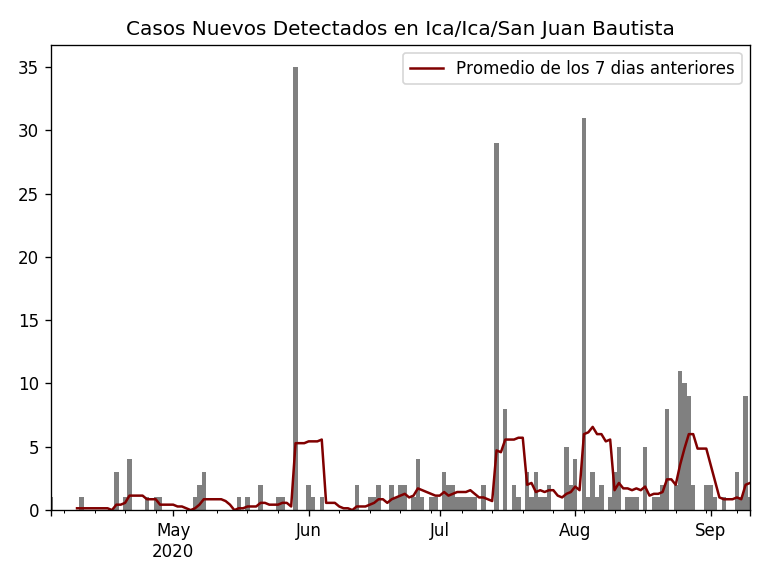 Casos Nuevos Detectados en Ica/Ica/San Juan Bautista
Promedio de los 7 dias anteriores
35
30
25
20
15
10
5
0
May
2020
Jun
Jul
Aug
Sep